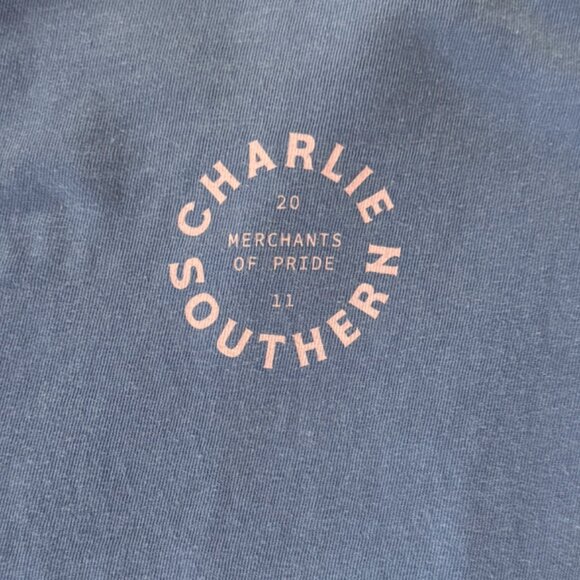 CHARLIE
20
MERCHANTS
OF PRIDE
11
SOUTHERN